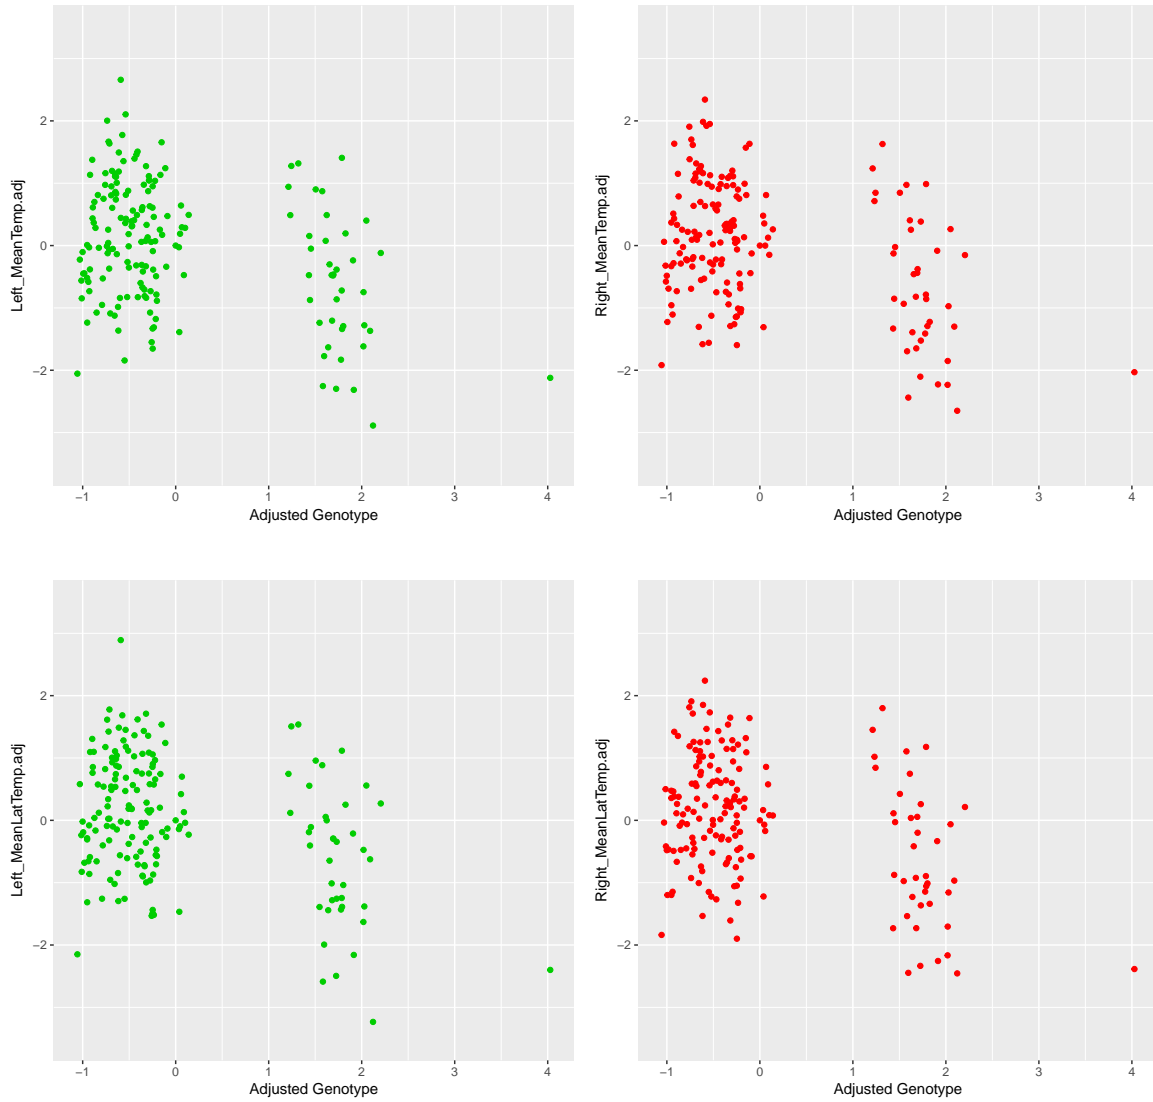 Left_MeanTemp.adj
2
0
−2
−1 0 1 2 3 4
Adjusted Genotype
Right_MeanTemp.adj
2
0
−2
−1 0 1 2 3 4
Adjusted Genotype
Left_MeanLatTemp.adj
2
0
−2
−1 0 1 2 3 4
Adjusted Genotype
Right_MeanLatTemp.adj
2
0
−2
−1 0 1 2 3 4
Adjusted Genotype